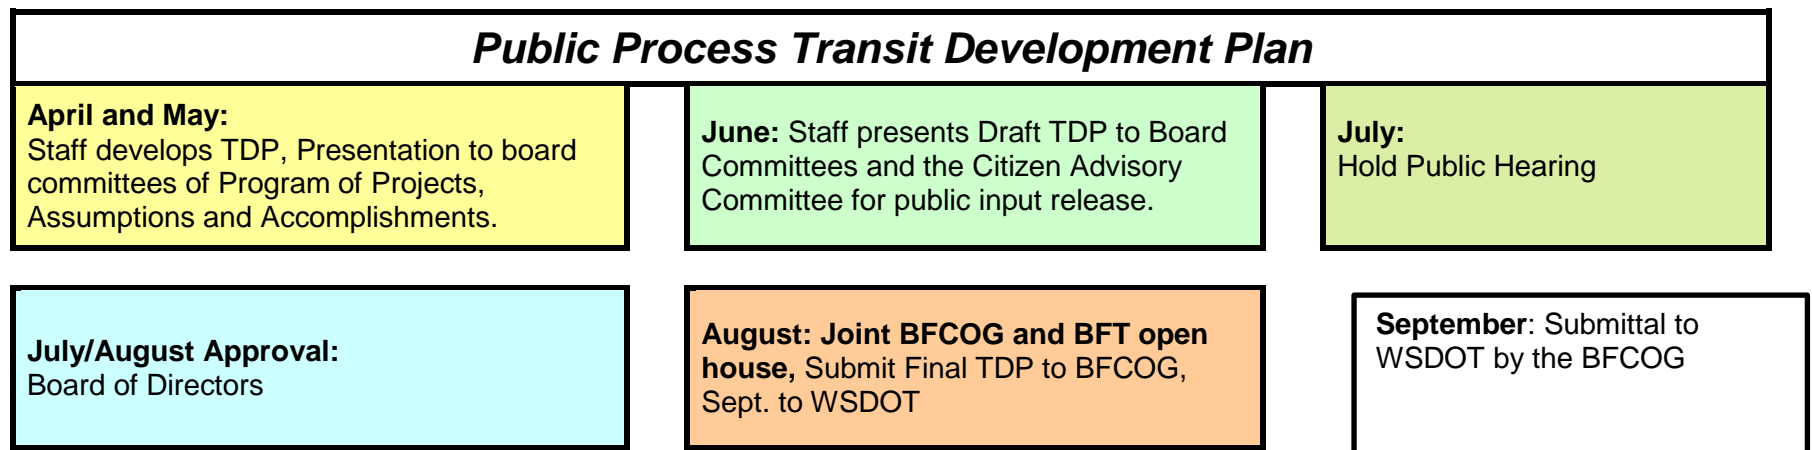 Public Process Transit Development Plan
April and May:
Staff develops TDP, Presentation to board
committees of Program of Projects,
Assumptions and Accomplishments.
June: Staff presents Draft TDP to Board
Committees and the Citizen Advisory
Committee for public input release.
July:
Hold Public Hearing
July/August Approval:
Board of Directors
August: Joint BFCOG and BFT open
house, Submit Final TDP to BFCOG,
Sept. to WSDOT
September: Submittal to
WSDOT by the BFCOG